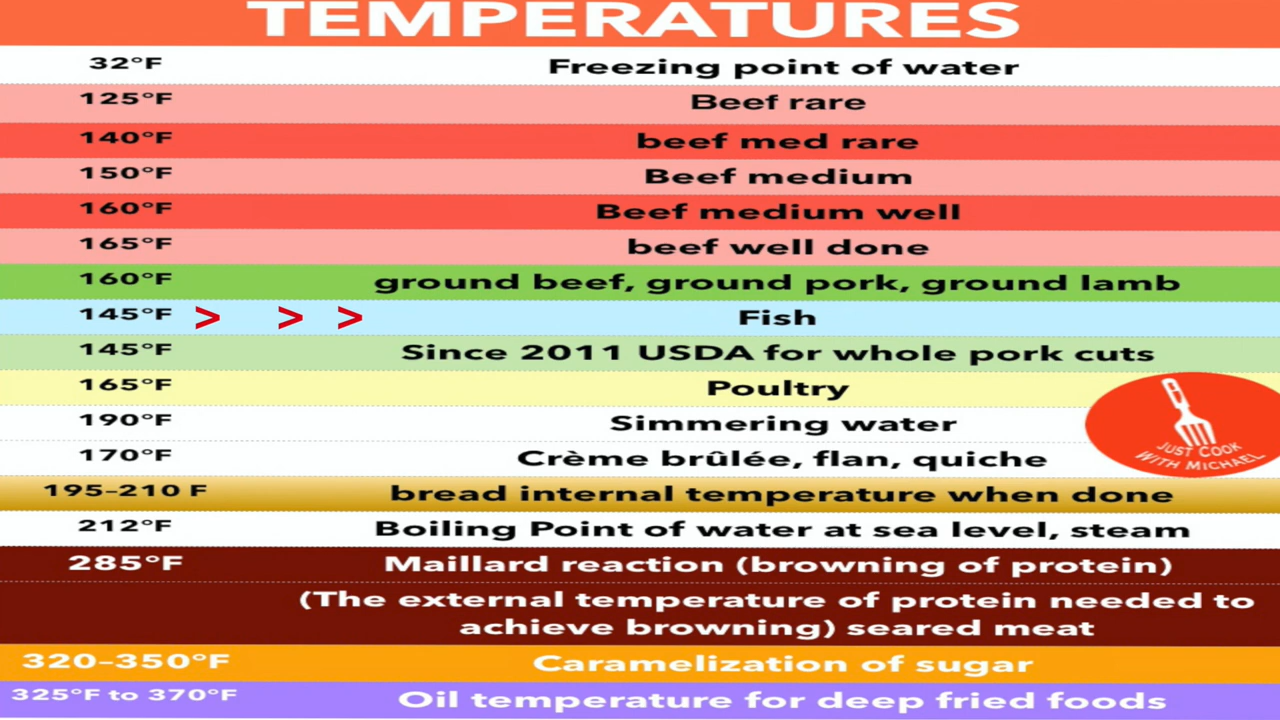 TEMPERATURES
32°F Freezing point of water
125°F Beef rare
140°F beef med rare
150°F Beef medium
160°F Beef medium well
165°F beef well done
160°F ground beef, ground pork, ground lamb
145°F > > > Fish
145°F Since 2011 USDA for whole pork cuts
165°F Poultry
190°F Simmering water
170°F Crème brûlée, flan, quiche
JUST COOK
WITH MICHAEL
195–210 F bread internal temperature when done
212°F Boiling Point of water at sea level, steam
285°F Maillard reaction (browning of protein)
(The external temperature of protein needed to
achieve browning) seared meat
320–350°F Caramelization of sugar
325°F to 370°F Oil temperature for deep fried foods